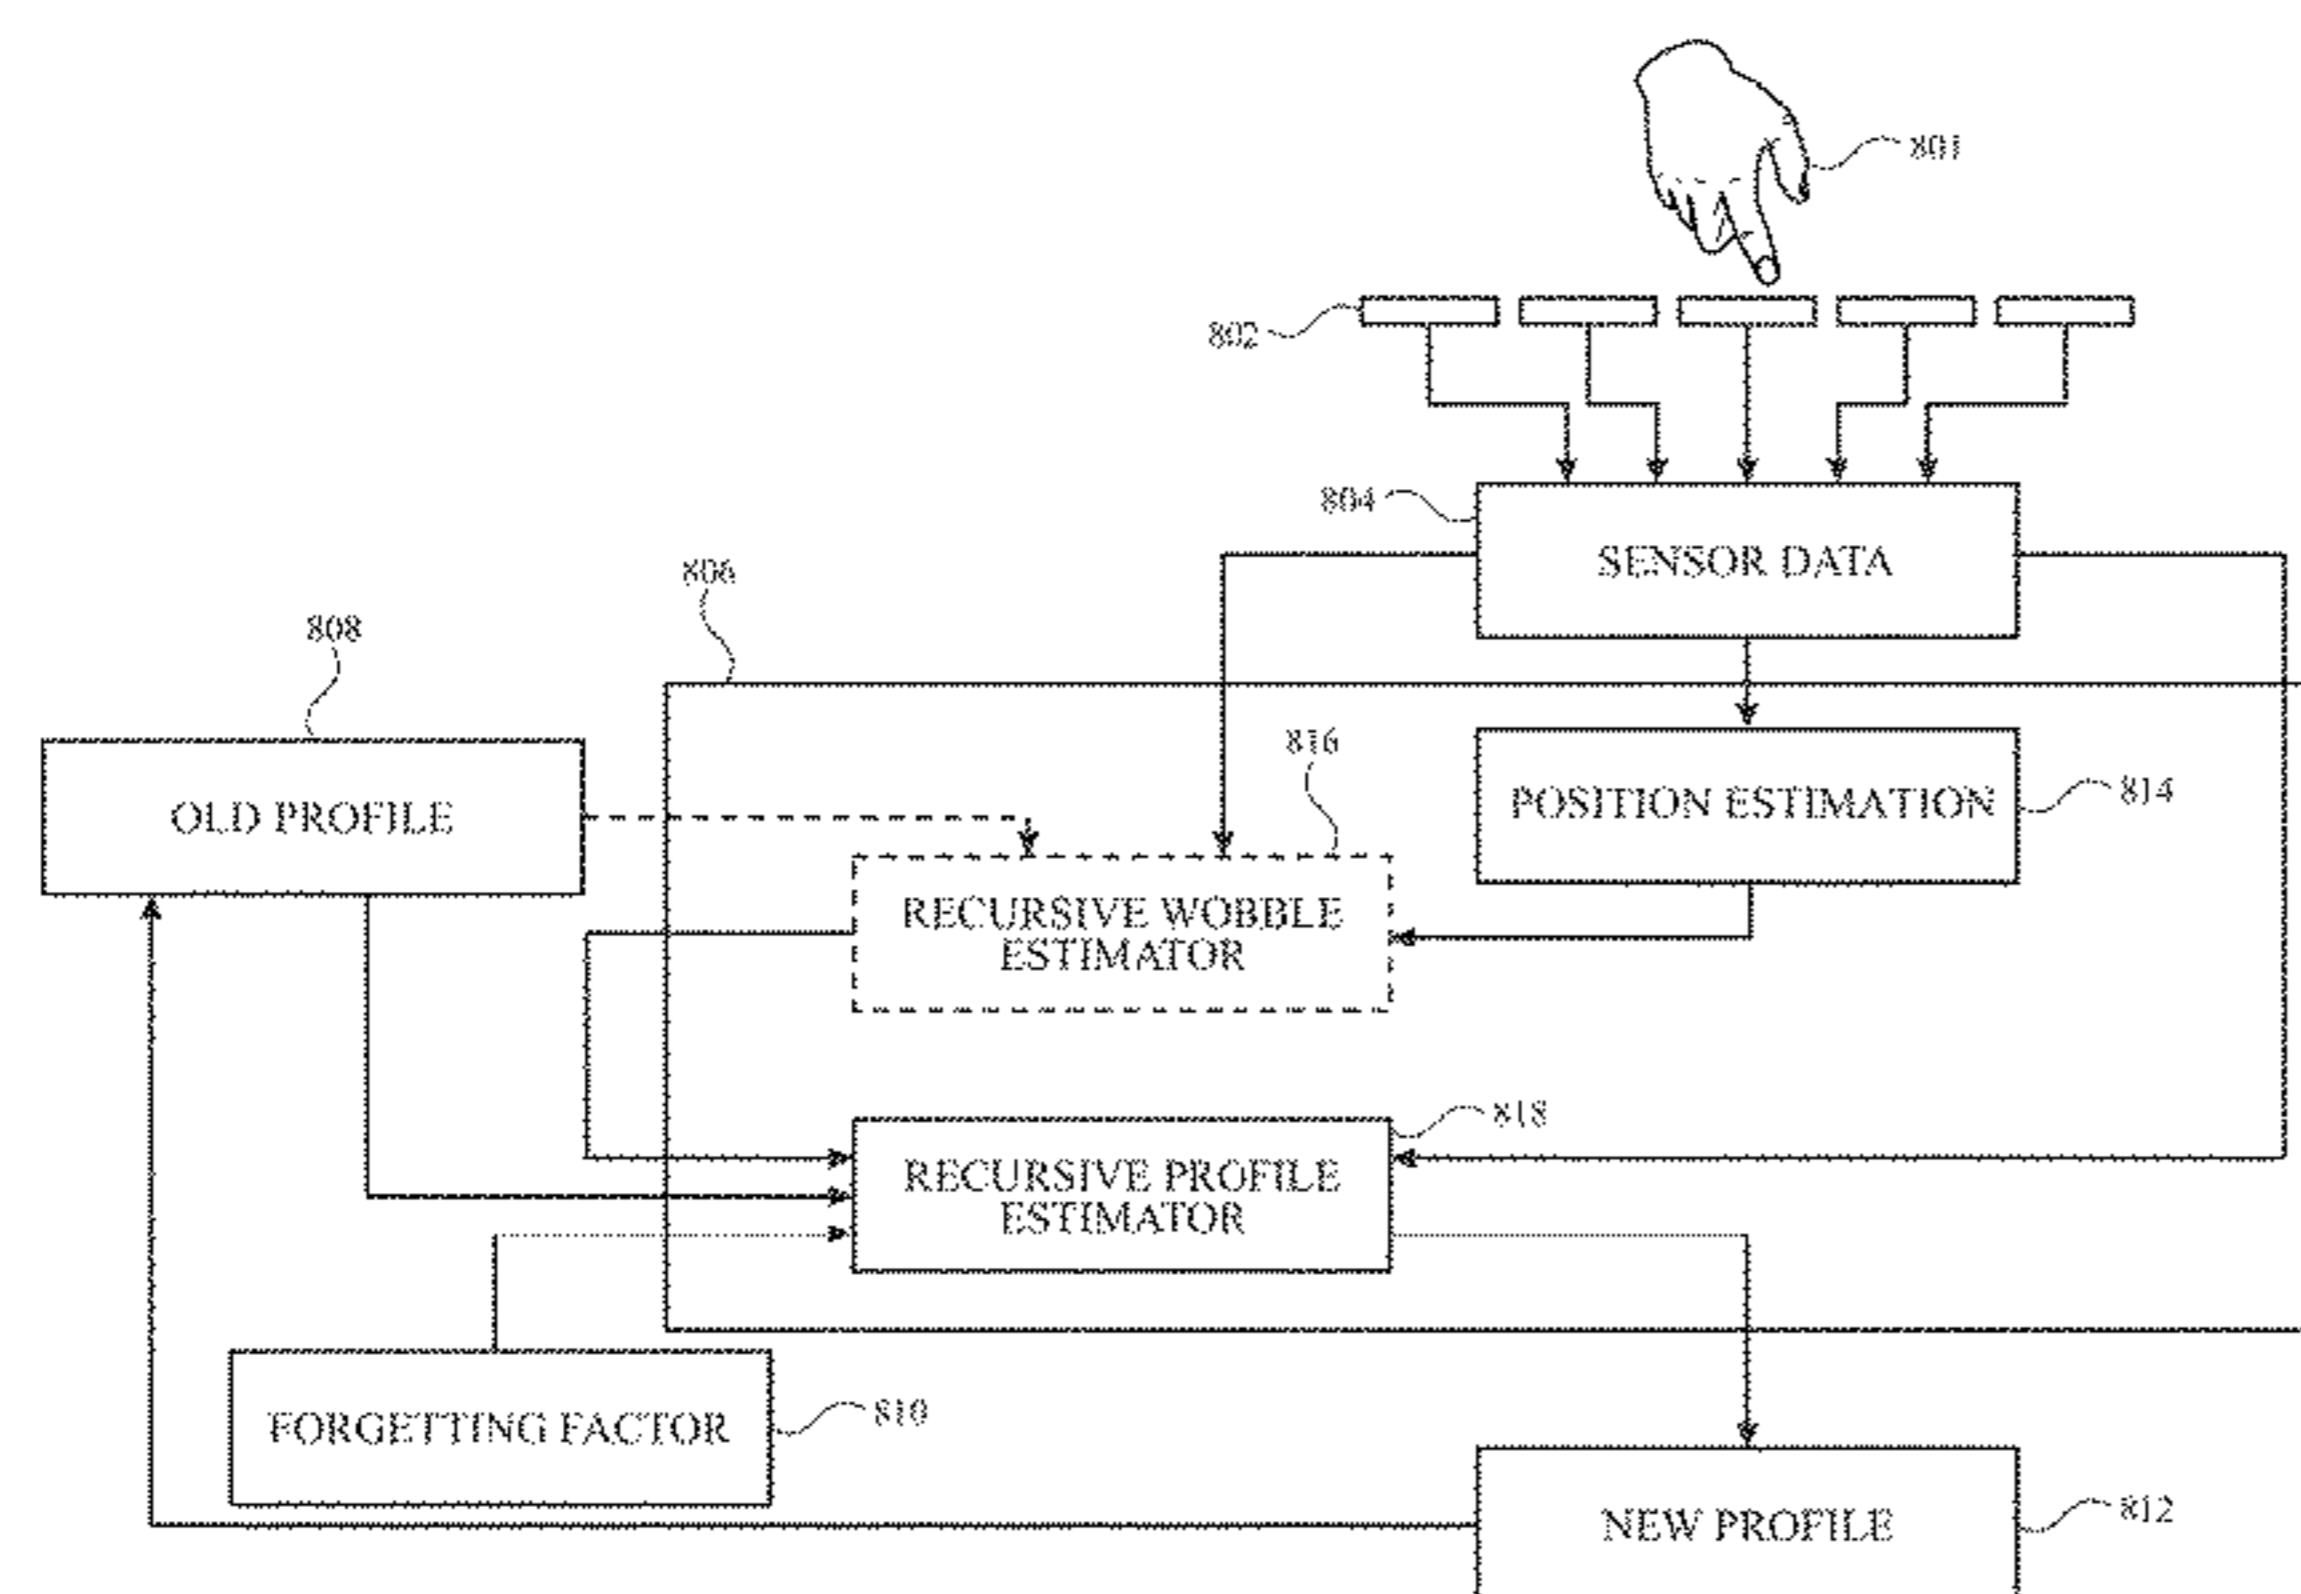 801
802
804
SENSOR DATA
806
808
816
OLD PROFILE
POSITION ESTIMATION
814
RECURSIVE WOBBLE
ESTIMATOR
818
RECURSIVE PROFILE
ESTIMATOR
FORGETTING FACTOR
810
NEW PROFILE
812